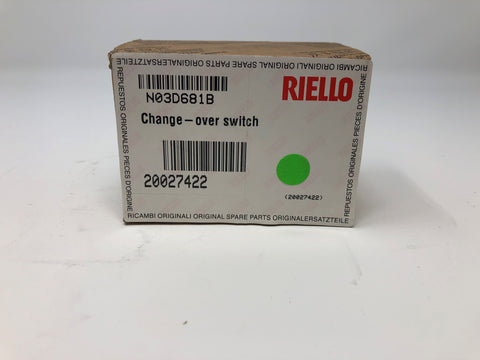 RICAMBI ORIGINALI ORIGINAL SPARE PARTS ORIGINALERSATZTEILE
REPUESTOS ORIGINALES PIECES D'ORIGINE
RIELLO
N03D681B
Change-over switch
20027422
(20027422)
REPUESTOS ORIGINALES PIECES D'ORIGINE
RICAMBI ORIGINALI ORIGINAL SPARE PARTS ORIGINALERSATZTEILE